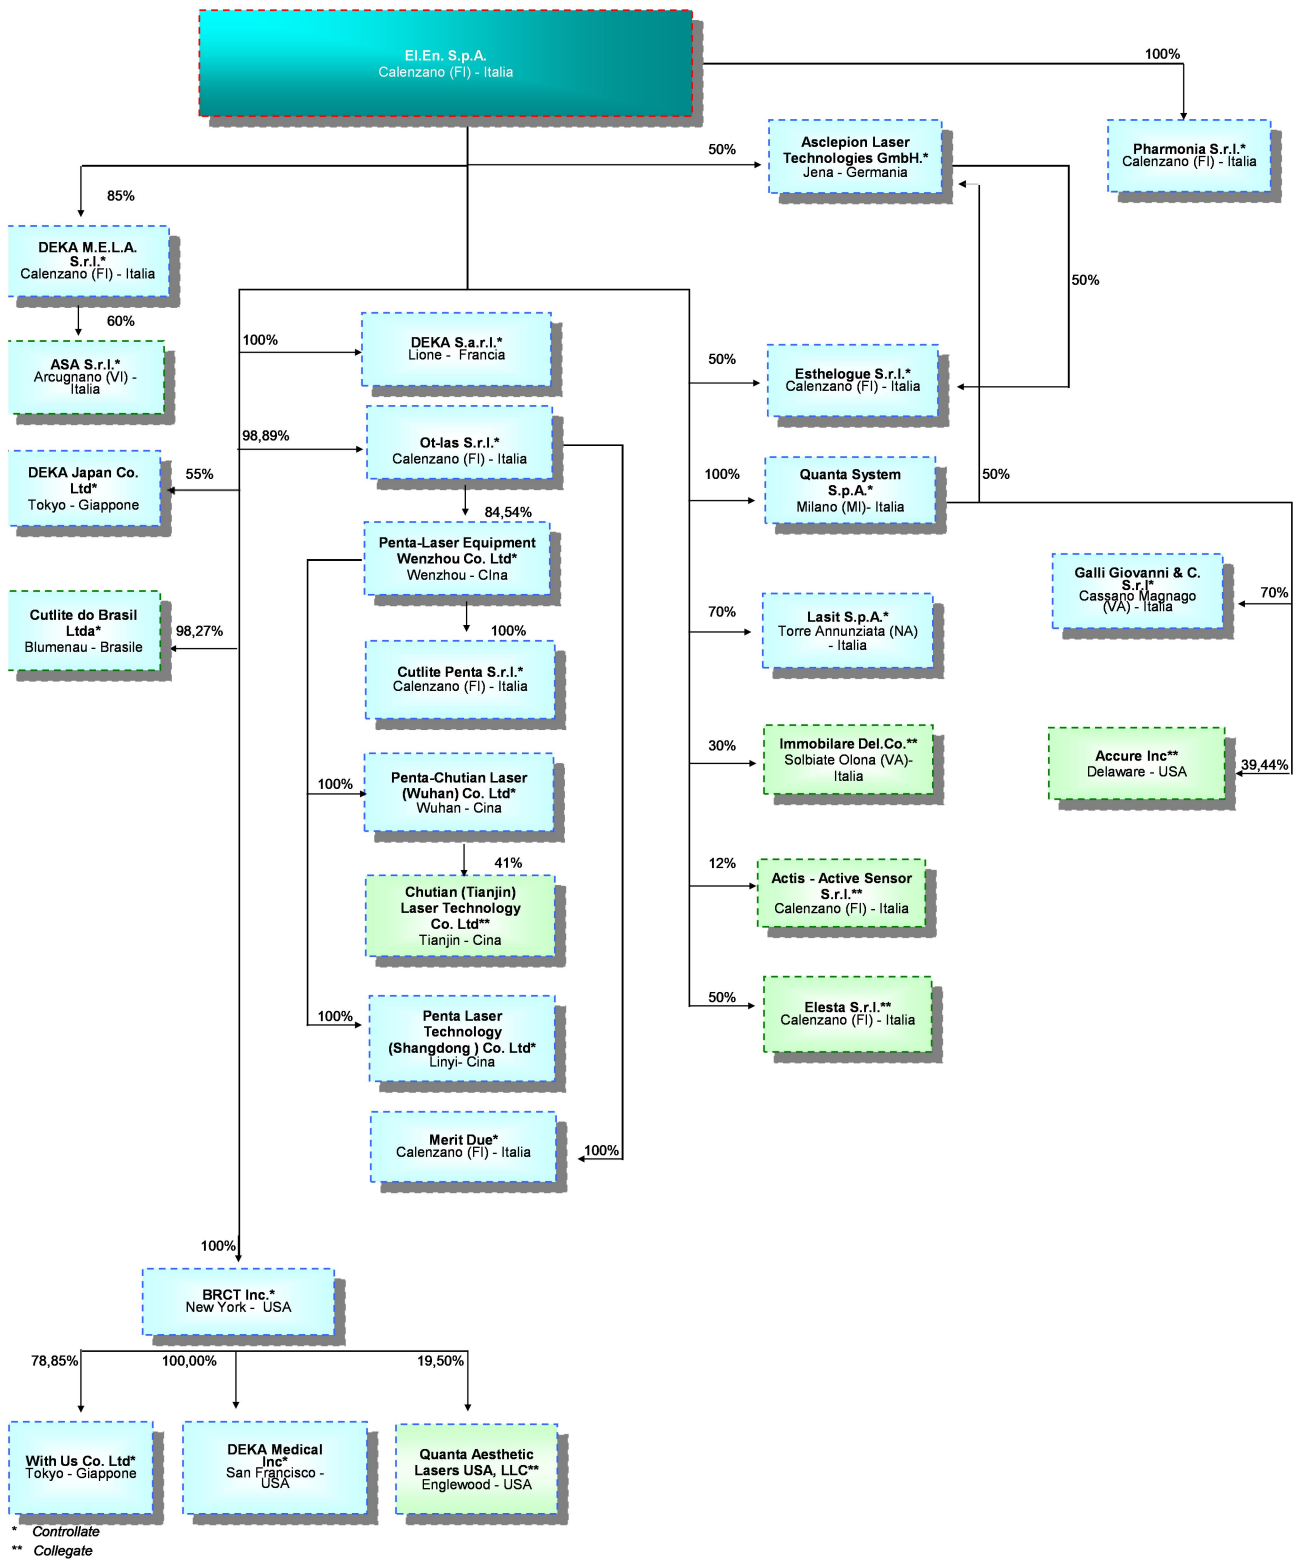 El.En. S.p.A.
Calenzano (FI) - Italia
100%
50%
Asclepion Laser
Technologies GmbH.*
Jena - Germania
Pharmonia S.r.l.*
Calenzano (FI) - Italia
85%
DEKA M.E.L.A.
S.r.l.*
Calenzano (FI) - Italia
50%
60%
ASA S.r.l.*
Arcugnano (VI) -
Italia
100%
DEKA S.a.r.l.*
Lione -  Francia
50%
Esthelogue S.r.l.*
Calenzano (FI) - Italia
98,89%
Ot-las S.r.l.*
Calenzano (FI) - Italia
DEKA Japan Co.
Ltd*
Tokyo - Giappone
55%
100%
Quanta System
S.p.A.*
Milano (MI)- Italia
50%
84,54%
Penta-Laser Equipment
Wenzhou Co. Ltd*
Wenzhou - CIna
Galli Giovanni & C.
S.r.l*
Cassano Magnago
(VA) - Italia
70%
Cutlite do Brasil
Ltda*
Blumenau - Brasile
98,27%
100%
Cutlite Penta S.r.l.*
Calenzano (FI) - Italia
70%
Lasit S.p.A.*
Torre Annunziata (NA)
- Italia
30%
Immobilare Del.Co.**
Solbiate Olona (VA)-
Italia
Accure Inc**
Delaware - USA
39,44%
100%
Penta-Chutian Laser
(Wuhan) Co. Ltd*
Wuhan - Cina
41%
Chutian (Tianjin)
Laser Technology
Co. Ltd**
Tianjin - Cina
12%
Actis - Active Sensor
S.r.l.**
Calenzano (FI) - Italia
50%
Elesta S.r.l.**
Calenzano (FI) - Italia
100%
Penta Laser
Technology
(Shangdong ) Co. Ltd*
Linyi- Cina
Merit Due*
Calenzano (FI) - Italia
100%
100%
BRCT Inc.*
New York -  USA
78,85%
100,00%
19,50%
With Us Co. Ltd*
Tokyo - Giappone
DEKA Medical
Inc*
San Francisco -
USA
Quanta Aesthetic
Lasers USA, LLC**
Englewood - USA
* Controllate
** Collegate